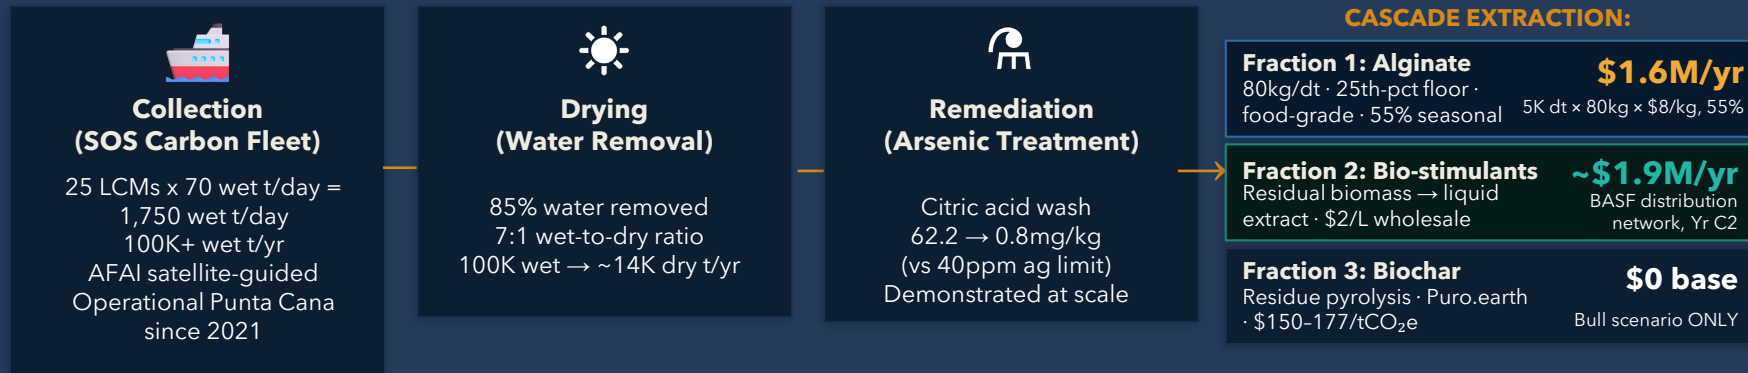 Collection
(SOS Carbon Fleet)
25 LCMs x 70 wet t/day =
1,750 wet t/day
100K+ wet t/yr
AFAI satellite-guided
Operational Punta Cana
since 2021
Drying
(Water Removal)
85% water removed
7:1 wet-to-dry ratio
100K wet → ~14K dry t/yr
Remediation
(Arsenic Treatment)
Citric acid wash
62.2 → 0.8mg/kg
(vs 40ppm ag limit)
Demonstrated at scale
CASCADE EXTRACTION:
Fraction 1: Alginate
80kg/dt · 25th-pct floor ·
food-grade · 55% seasonal
$1.6M/yr
5K dt × 80kg × $8/kg, 55%
Fraction 2: Bio-stimulants
Residual biomass → liquid
extract · $2/L wholesale
~$1.9M/yr
BASF distribution
network, Yr C2
Fraction 3: Biochar
Residue pyrolysis · Puro.earth
· $150–177/tCO₂e
$0 base
Bull scenario ONLY